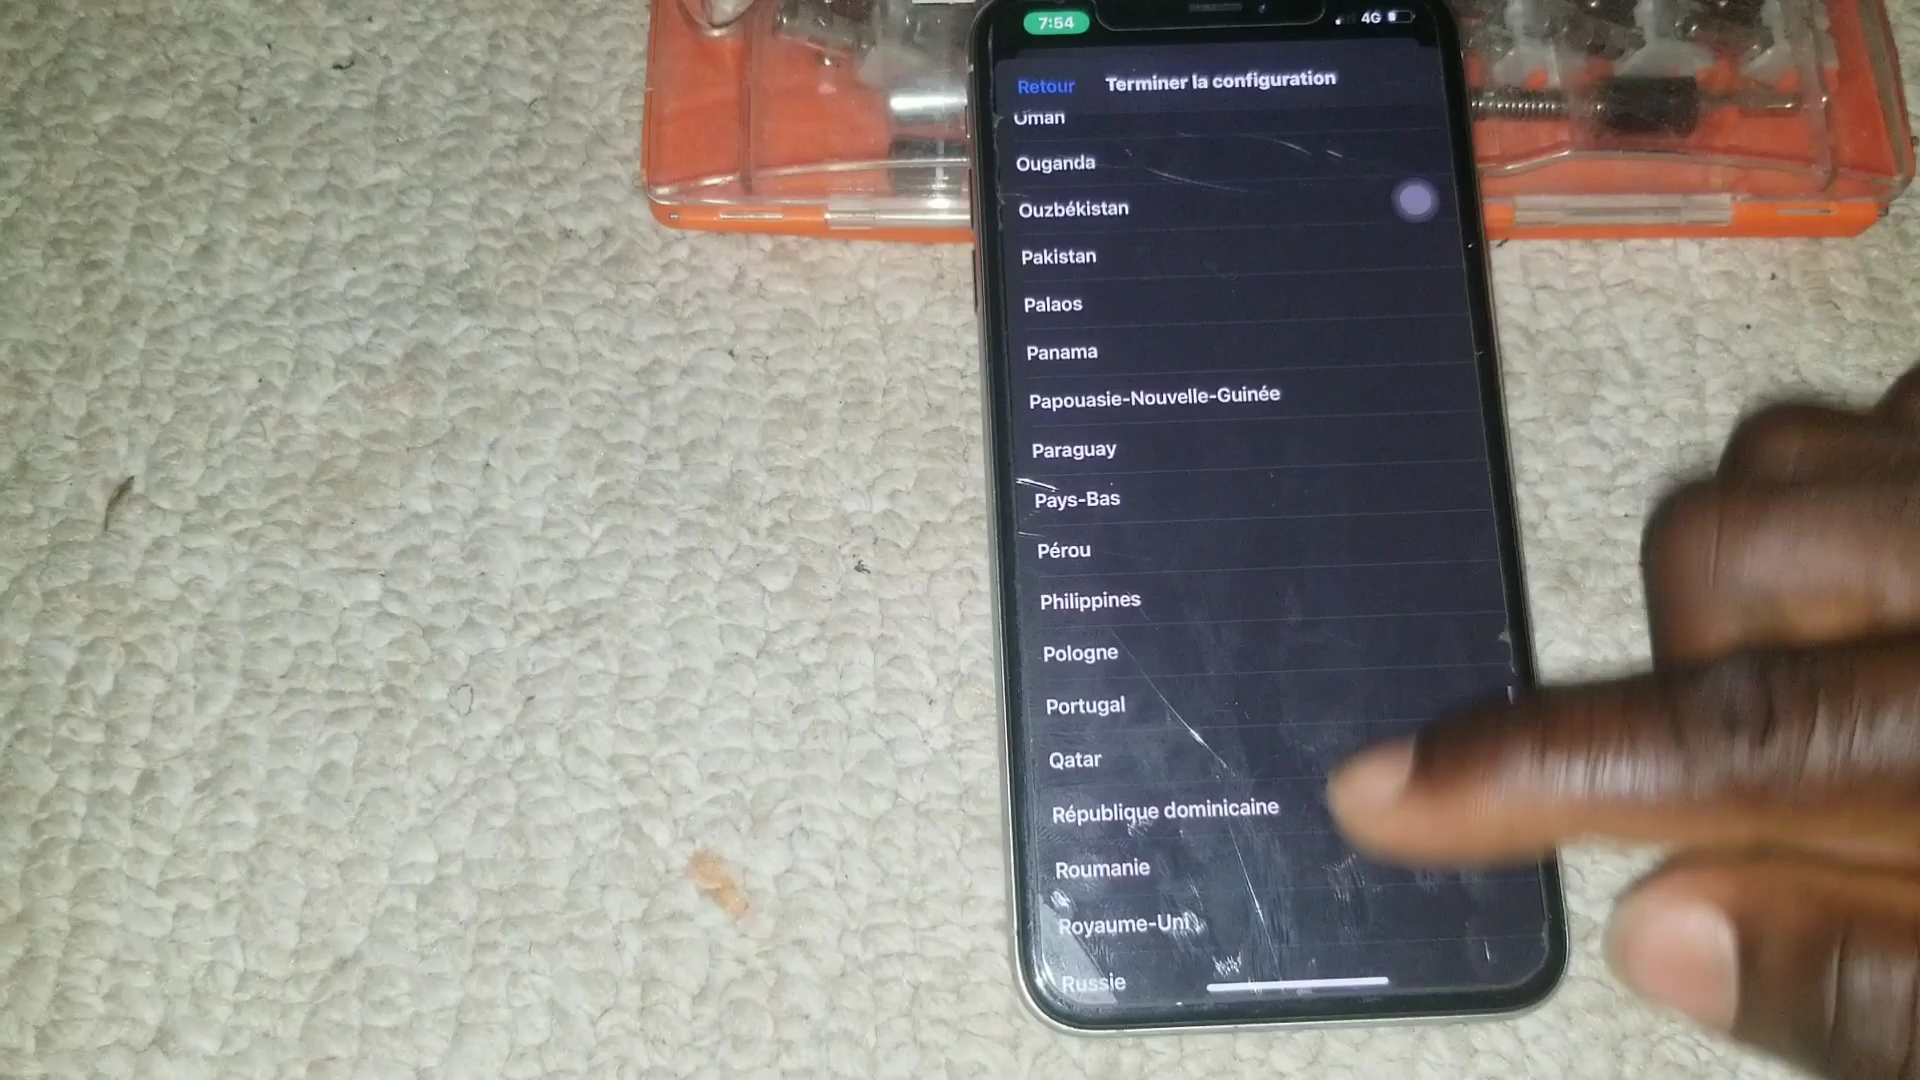 7:54
4G
Retour
Terminer la configuration
Oman
Ouganda
Ouzbékistan
Pakistan
Palaos
Panama
Papouasie-Nouvelle-Guinée
Paraguay
Pays-Bas
Pérou
Philippines
Pologne
Portugal
Qatar
République dominicaine
Roumanie
Royaume-Uni
Russie